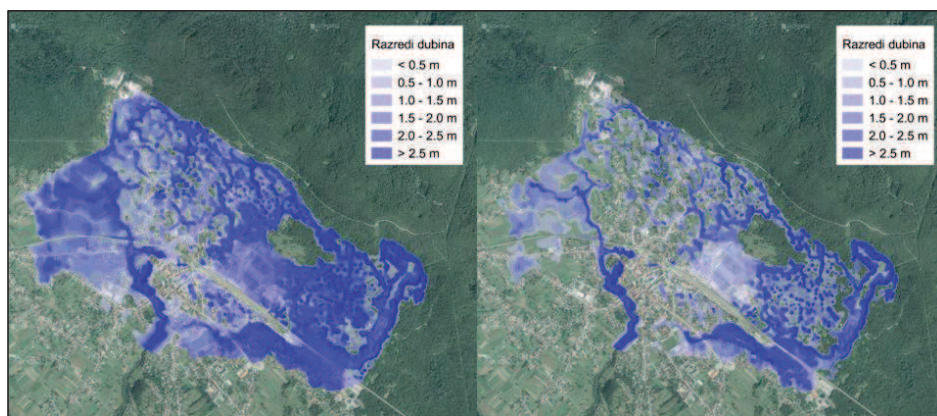 Razredi dubina
< 0.5 m
0.5 - 1.0 m
1.0 - 1.5 m
1.5 - 2.0 m
2.0 - 2.5 m
> 2.5 m
Razredi dubina
< 0.5 m
0.5 - 1.0 m
1.0 - 1.5 m
1.5 - 2.0 m
2.0 - 2.5 m
> 2.5 m